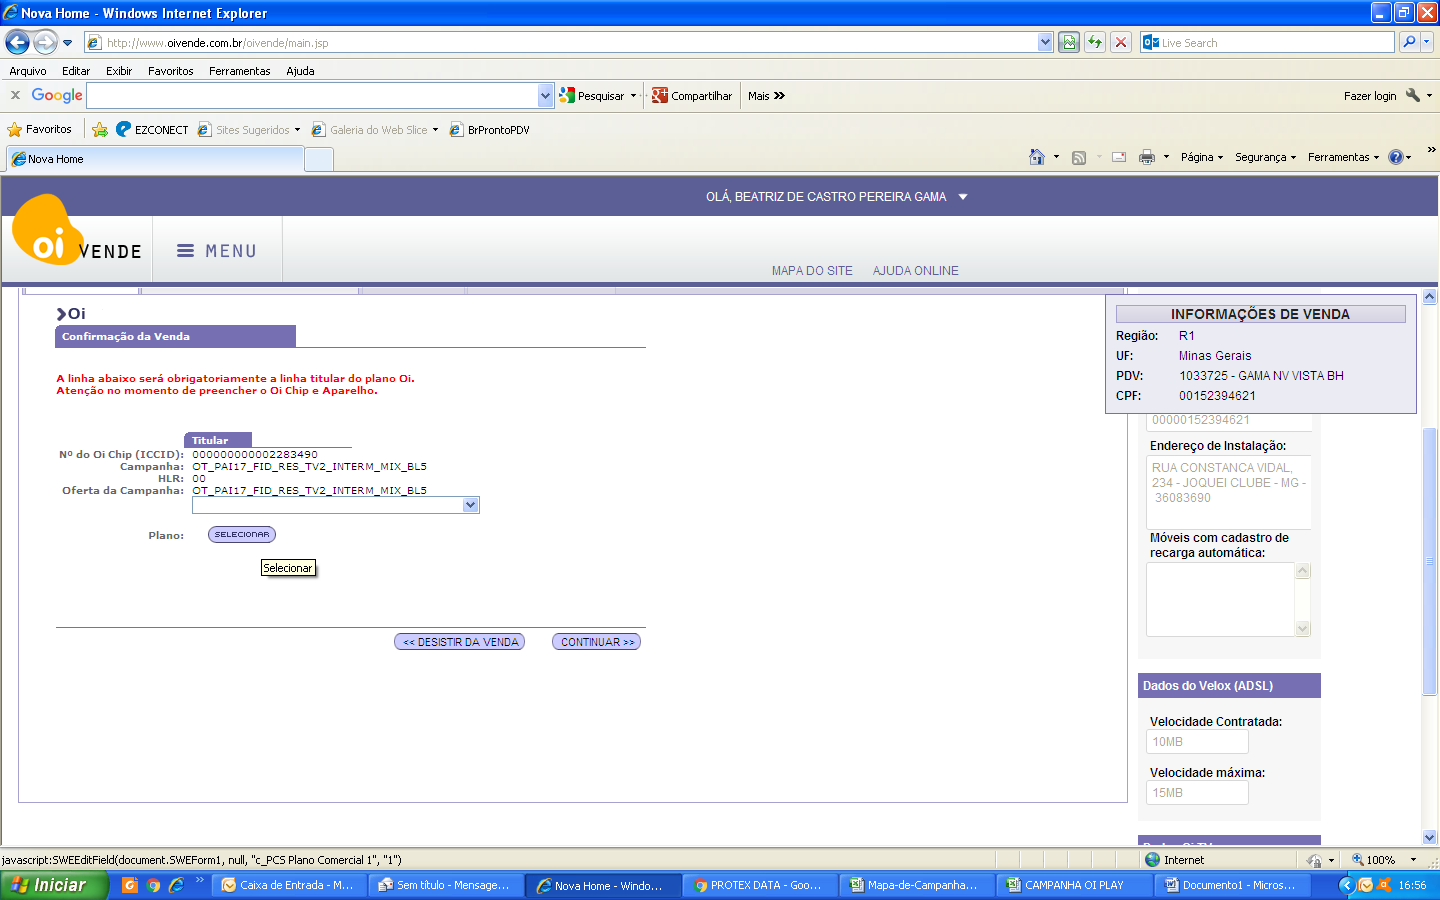 Nova Home - Windows Internet Explorer
http://www.oivende.com.br/oivende/main.jsp
Live Search
Arquivo Editar Exibir Favoritos Ferramentas Ajuda
x Google Pesquisar Compartilhar Mais »
Fazer login
Favoritos EZCONECT Sites Sugeridos Galeria do Web Slice BrProntoPDV
Nova Home
Página Segurança Ferramentas »
OLÁ, BEATRIZ DE CASTRO PEREIRA GAMA
oi VENDE
MENU
MAPA DO SITE AJUDA ONLINE
Oi
Confirmação da Venda
A linha abaixo será obrigatoriamente a linha titular do plano Oi.
Atenção no momento de preencher o Oi Chip e Aparelho.
Titular
Nº do Oi Chip (ICCID): 000000000002283490
Campanha: OT_PAI17_FID_RES_TV2_INTERM_MIX_BL5
HLR: 00
Oferta da Campanha: OT_PAI17_FID_RES_TV2_INTERM_MIX_BL5
Plano: SELECIONAR
Selecionar
<< DESISTIR DA VENDA CONTINUAR >>
INFORMAÇÕES DE VENDA
Região: R1
UF: Minas Gerais
PDV: 1033725 - GAMA NV VISTA BH
CPF: 00152394621
00000152394621
Endereço de Instalação:
RUA CONSTANCA VIDAL,
234 - JOQUEI CLUBE - MG -
36083690
Móveis com cadastro de
recarga automática:
Dados do Velox (ADSL)
Velocidade Contratada:
10MB
Velocidade máxima:
15MB
javascript:SWEEditField(document.SWEForm1, null, "c_PCS Plano Comercial 1", "1")
Internet
100%
Iniciar
»
Caixa de Entrada - M...
Sem título - Mensage...
Nova Home - Windo...
PROTEX DATA - Goo...
Mapa-de-Campanha...
CAMPANHA OI PLAY
Documento1 - Micros...
16:56